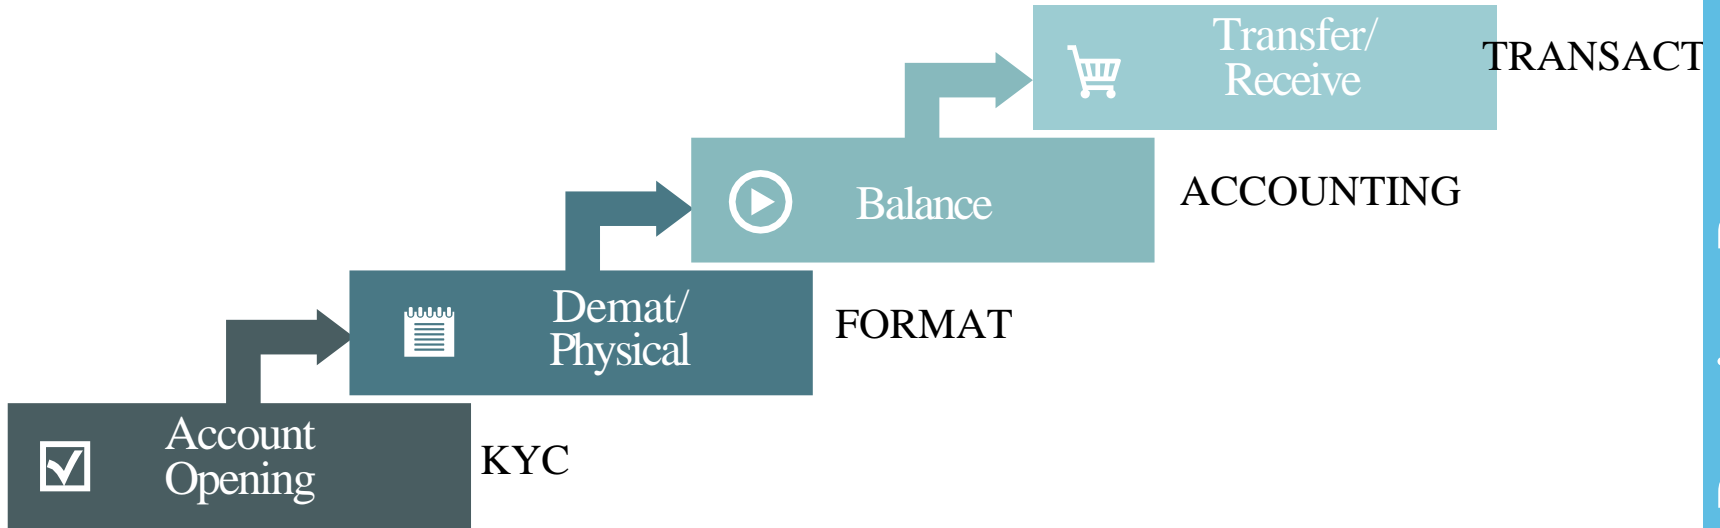 Transfer/
Receive
TRANSACT
Balance
ACCOUNTING
Demat/
Physical
FORMAT
Account
Opening
KYC